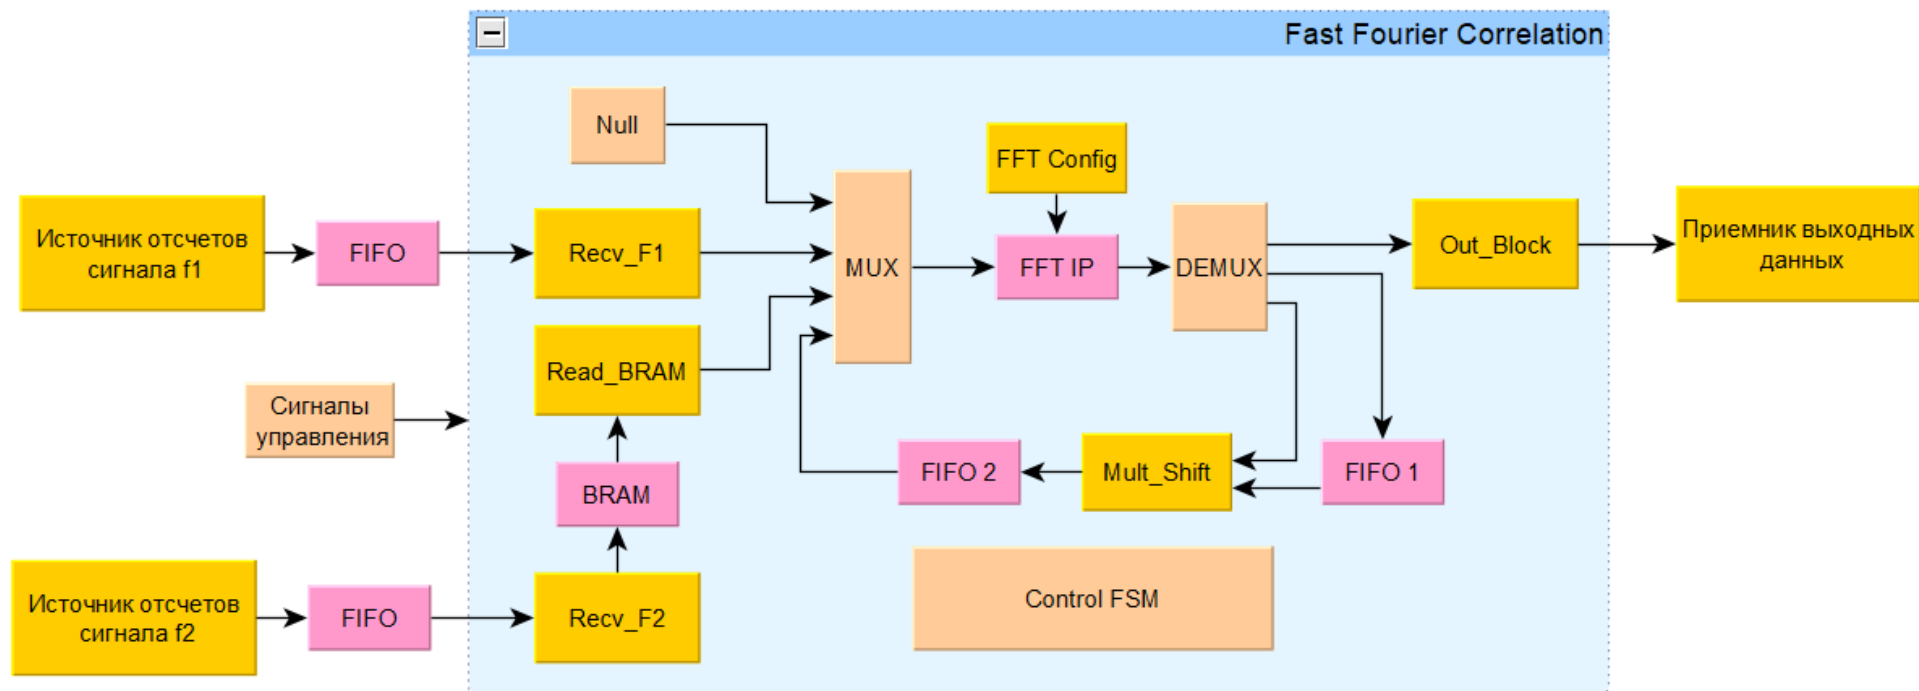 Fast Fourier Correlation
Null
FFT Config
Источник отсчетов
сигнала f1
FIFO
Recv_F1
MUX
FFT IP
DEMUX
Out_Block
Приемник выходных
данных
Read_BRAM
Сигналы
управления
BRAM
FIFO 2
Mult_Shift
FIFO 1
Источник отсчетов
сигнала f2
FIFO
Recv_F2
Control FSM